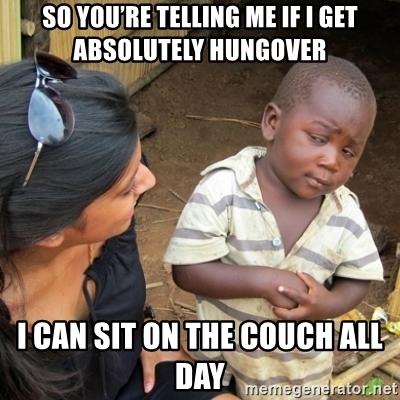 SO YOU'RE TELLING ME IF I GET
ABSOLUTELY HUNGOVER
I CAN SIT ON THE COUCH ALL
DAY
memegenerator.net